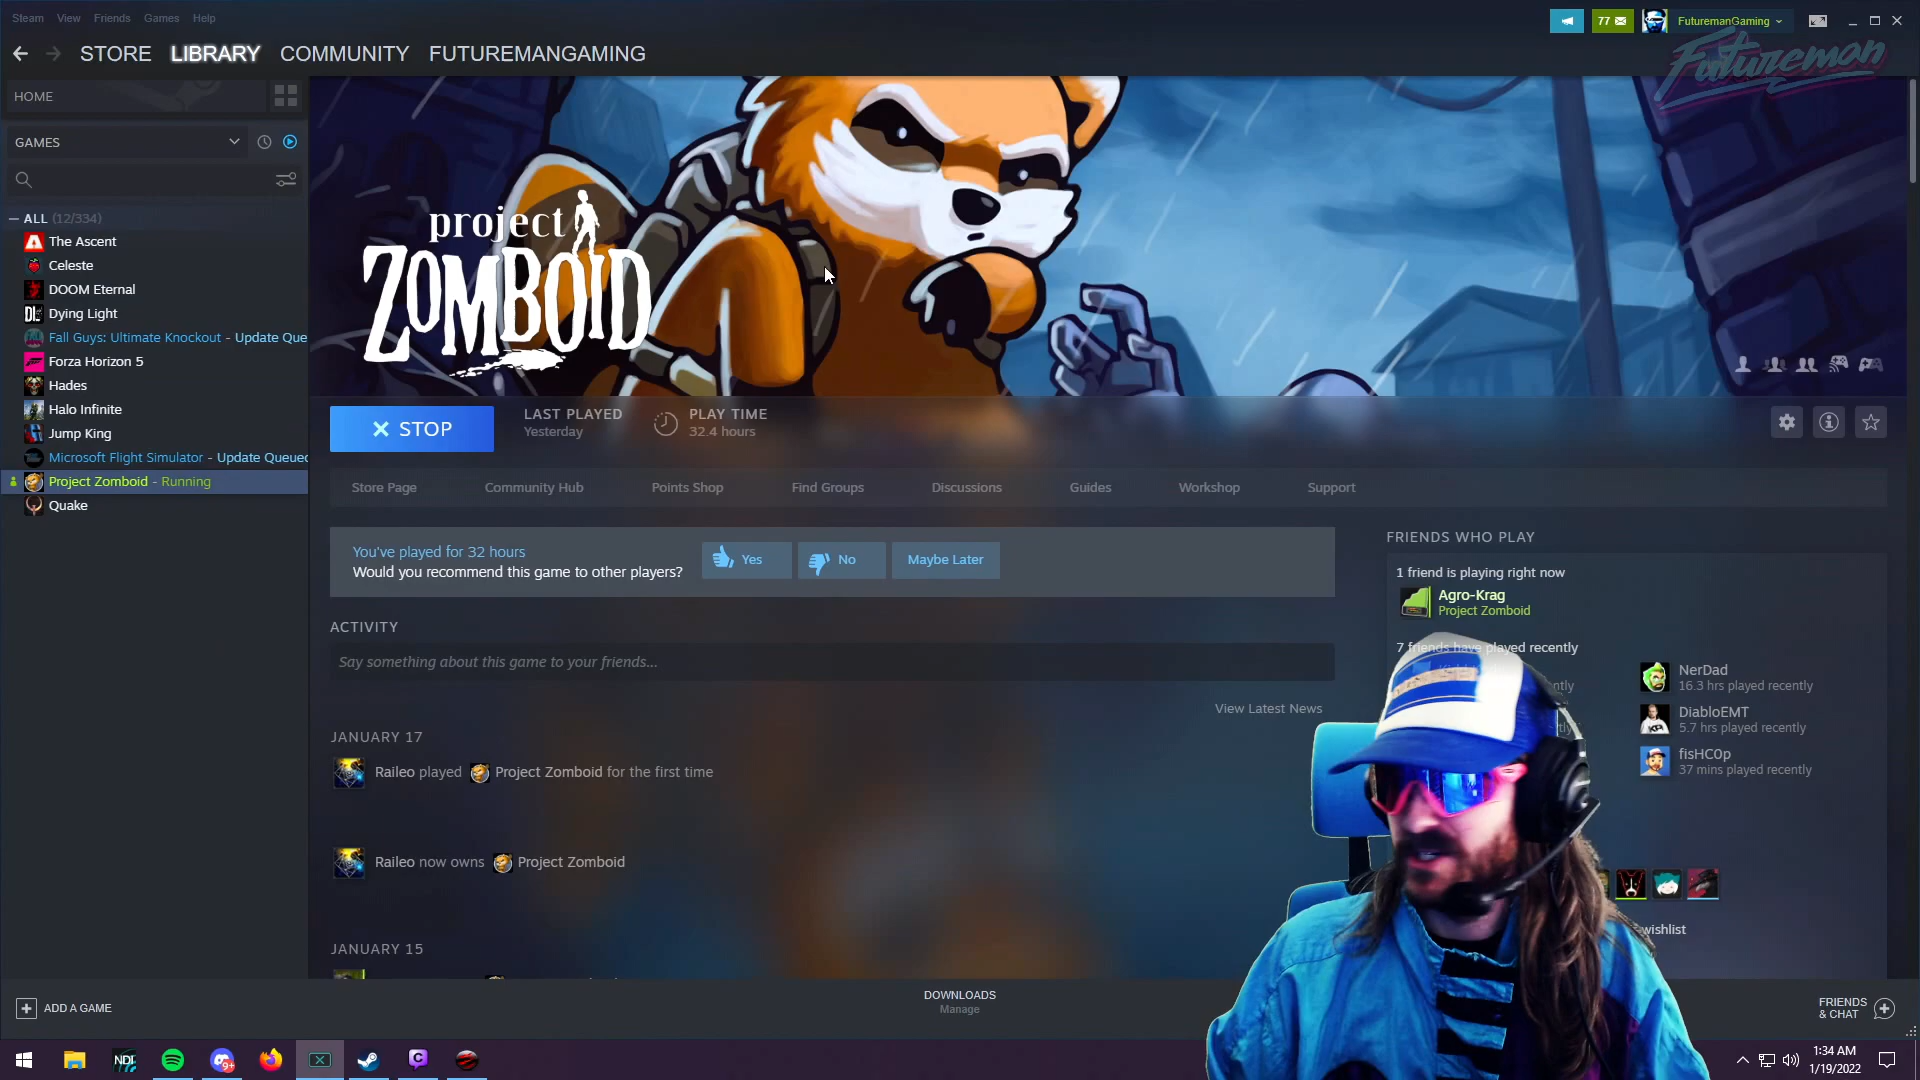 Steam View Friends Games Help
77 FuturemanGaming
STORE LIBRARY COMMUNITY FUTUREMANGAMING
Futureman
HOME
GAMES
ALL (12/334)
The Ascent
Celeste
DOOM Eternal
Dying Light
Fall Guys: Ultimate Knockout - Update Que
Forza Horizon 5
Hades
Halo Infinite
Jump King
Microsoft Flight Simulator - Update Queued
Project Zomboid - Running
Quake
project
ZOMBOID
STOP
LAST PLAYED
Yesterday
PLAY TIME
32.4 hours
Store Page Community Hub Points Shop Find Groups Discussions Guides Workshop Support
You've played for 32 hours
Would you recommend this game to other players?
Yes No Maybe Later
ACTIVITY
Say something about this game to your friends...
View Latest News
JANUARY 17
Raileo played Project Zomboid for the first time
Raileo now owns Project Zomboid
JANUARY 15
FRIENDS WHO PLAY
1 friend is playing right now
Agro-Krag
Project Zomboid
7 friends have played recently
NerDad
16.3 hrs played recently
DiabloEMT
5.7 hrs played recently
fisHC0p
37 mins played recently
wishlist
ADD A GAME
DOWNLOADS
Manage
FRIENDS
& CHAT
NDI
9+
1:34 AM
1/19/2022